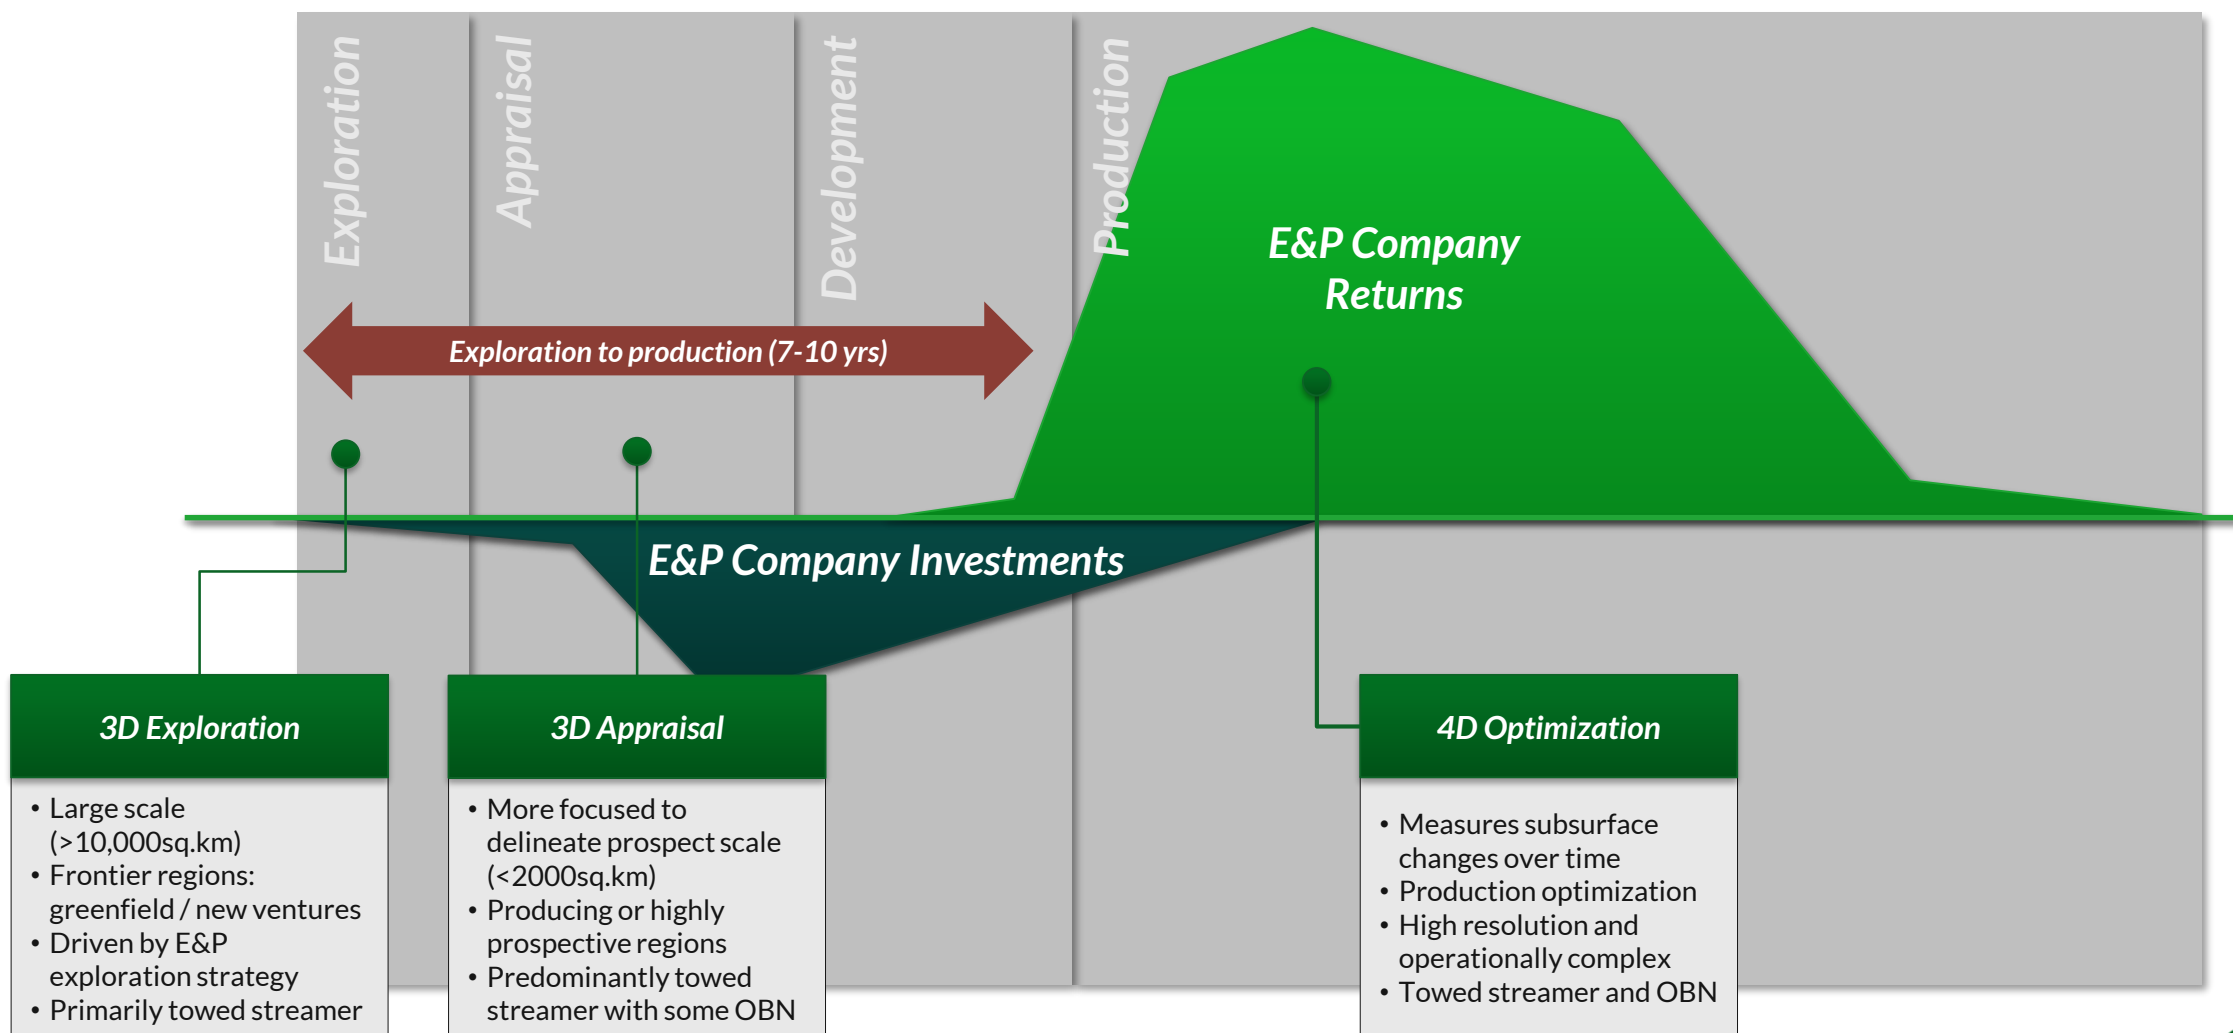 Exploration
Appraisal
Development
Production
E&P Company
Returns
Exploration to production (7-10 yrs)
E&P Company Investments
3D Exploration
• Large scale
(>10,000sq.km)
• Frontier regions:
greenfield / new ventures
• Driven by E&P
exploration strategy
• Primarily towed streamer
3D Appraisal
• More focused to
delineate prospect scale
(<2000sq.km)
• Producing or highly
prospective regions
• Predominantly towed
streamer with some OBN
4D Optimization
• Measures subsurface
changes over time
• Production optimization
• High resolution and
operationally complex
• Towed streamer and OBN